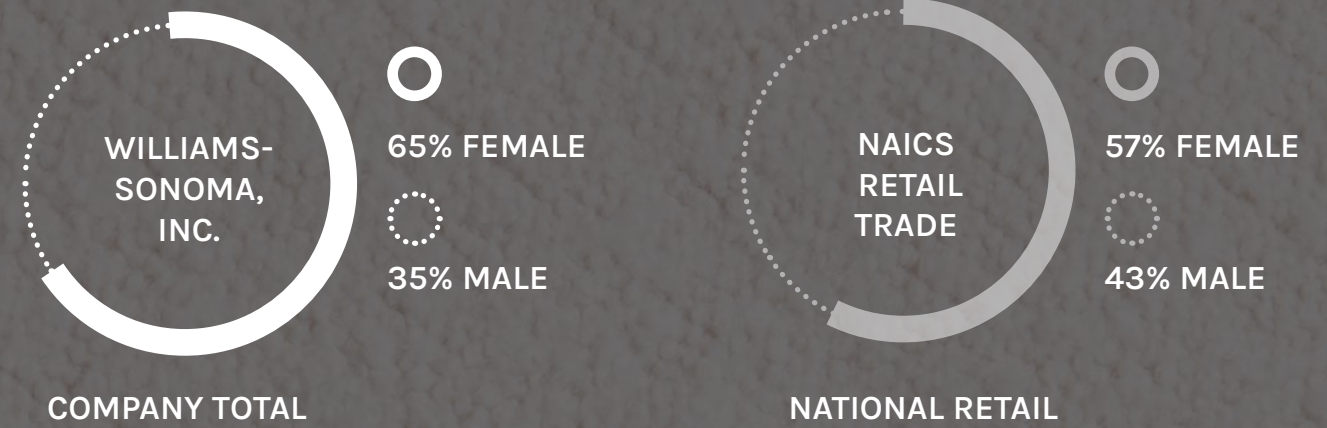 WILLIAMS-
SONOMA,
INC.
65% FEMALE
35% MALE
COMPANY TOTAL
NAICS
RETAIL
TRADE
57% FEMALE
43% MALE
NATIONAL RETAIL